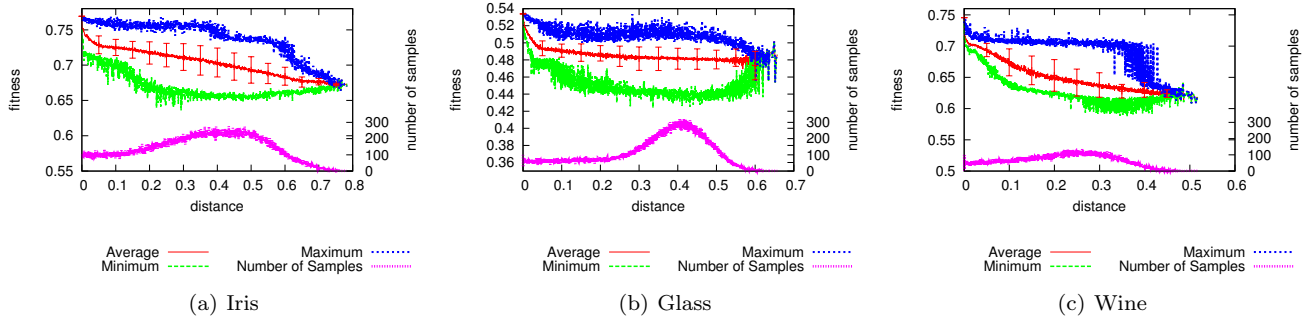 0.75
0.7
0.65
0.6
0.55
fitness
300
200
100
0
number of samples
0 0.1 0.2 0.3 0.4 0.5 0.6 0.7 0.8
distance
Average Maximum
Minimum Number of Samples
(a) Iris
0.54
0.52
0.5
0.48
0.46
0.44
0.42
0.4
0.38
0.36
fitness
300
200
100
0
number of samples
0 0.1 0.2 0.3 0.4 0.5 0.6 0.7
distance
Average Maximum
Minimum Number of Samples
(b) Glass
0.75
0.7
0.65
0.6
0.55
0.5
fitness
300
200
100
0
number of samples
0 0.1 0.2 0.3 0.4 0.5 0.6
distance
Average Maximum
Minimum Number of Samples
(c) Wine